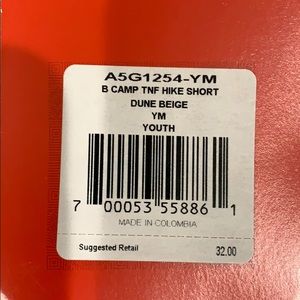 A5G1254-YM
B CAMP TNF HIKE SHORT
DUNE BEIGE
YM
YOUTH
7 00053 55886 1
MADE IN COLOMBIA
Suggested Retail 32.00